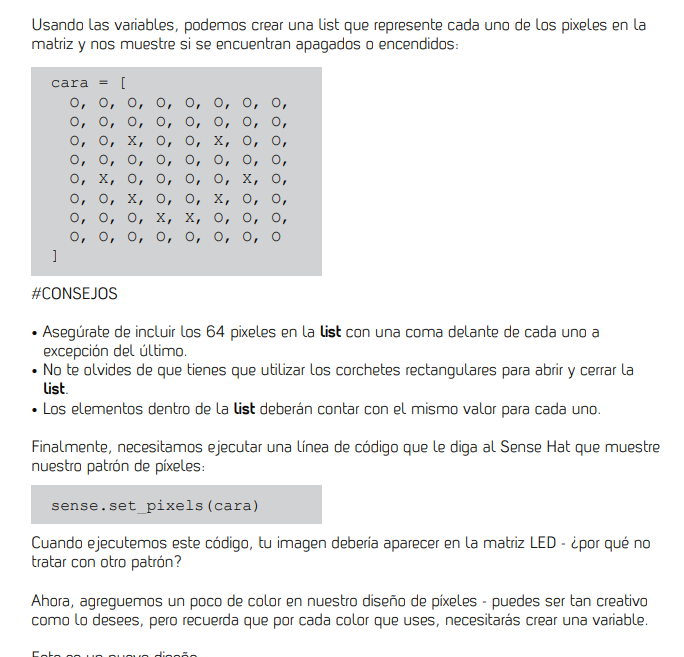 Usando las variables, podemos crear una list que represente cada uno de los pixeles en la
matriz y nos muestre si se encuentran apagados o encendidos:
cara = [
O, O, O, O, O, O, O, O,
O, O, O, O, O, O, O, O,
O, O, X, O, O, X, O, O,
O, O, O, O, O, O, O, O,
O, X, O, O, O, O, X, O,
O, O, X, O, O, X, O, O,
O, O, O, X, X, O, O, O,
O, O, O, O, O, O, O, O
]
#CONSEJOS
• Asegúrate de incluir los 64 pixeles en la list con una coma delante de cada uno a
excepción del último.
• No te olvides de que tienes que utilizar los corchetes rectangulares para abrir y cerrar la
list.
• Los elementos dentro de la list deberán contar con el mismo valor para cada uno.
Finalmente, necesitamos ejecutar una línea de código que le diga al Sense Hat que muestre
nuestro patrón de píxeles:
sense.set_pixels(cara)
Cuando ejecutemos este código, tu imagen debería aparecer en la matriz LED - ¿por qué no
tratar con otro patrón?
Ahora, agreguemos un poco de color en nuestro diseño de píxeles - puedes ser tan creativo
como lo desees, pero recuerda que por cada color que uses, necesitarás crear una variable.